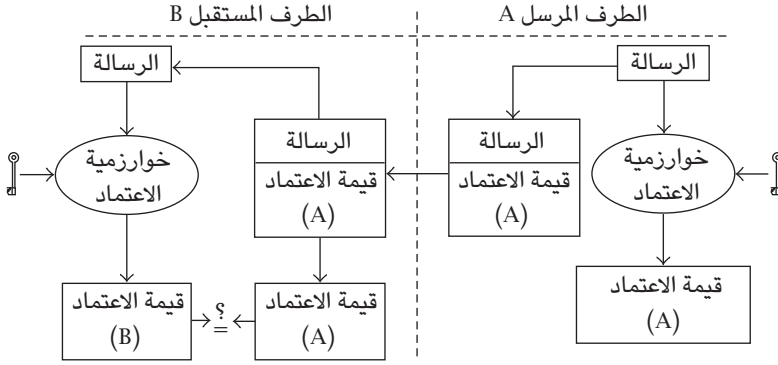 الطرف المرسل A
الرسالة
خوارزمية
الاعتماد
قيمة الاعتماد
(A)
الرسالة
قيمة الاعتماد
(A)
الطرف المستقبل B
الرسالة
قيمة الاعتماد
(A)
قيمة الاعتماد
(A)
الرسالة
خوارزمية
الاعتماد
قيمة الاعتماد
(B)
؟
=